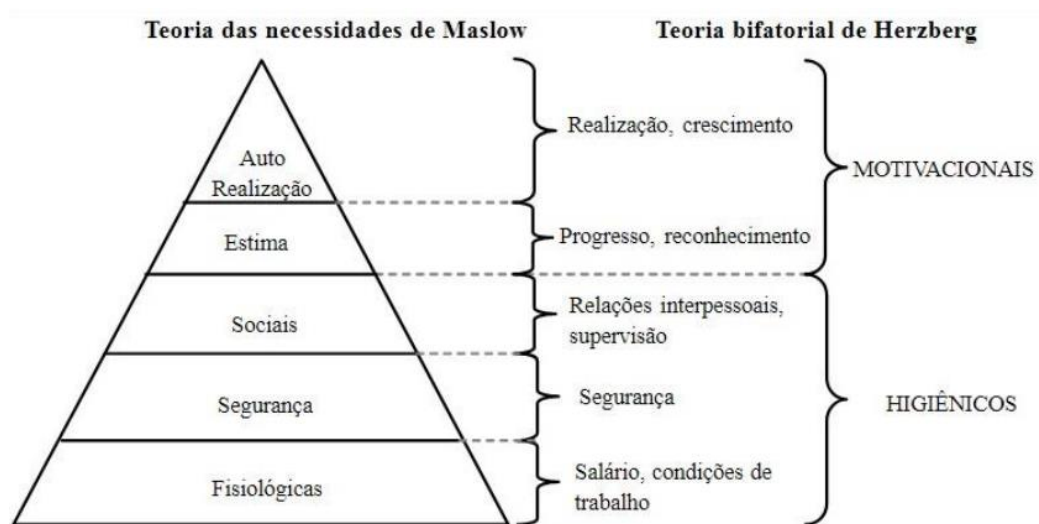 Teoria das necessidades de Maslow
Teoria bifatorial de Herzberg
Auto
Realização
Realização, crescimento
MOTIVACIONAIS
Estima
Progresso, reconhecimento
Sociais
Relações interpessoais,
supervisão
Segurança
Segurança
HIGIÊNICOS
Fisiológicas
Salário, condições de
trabalho